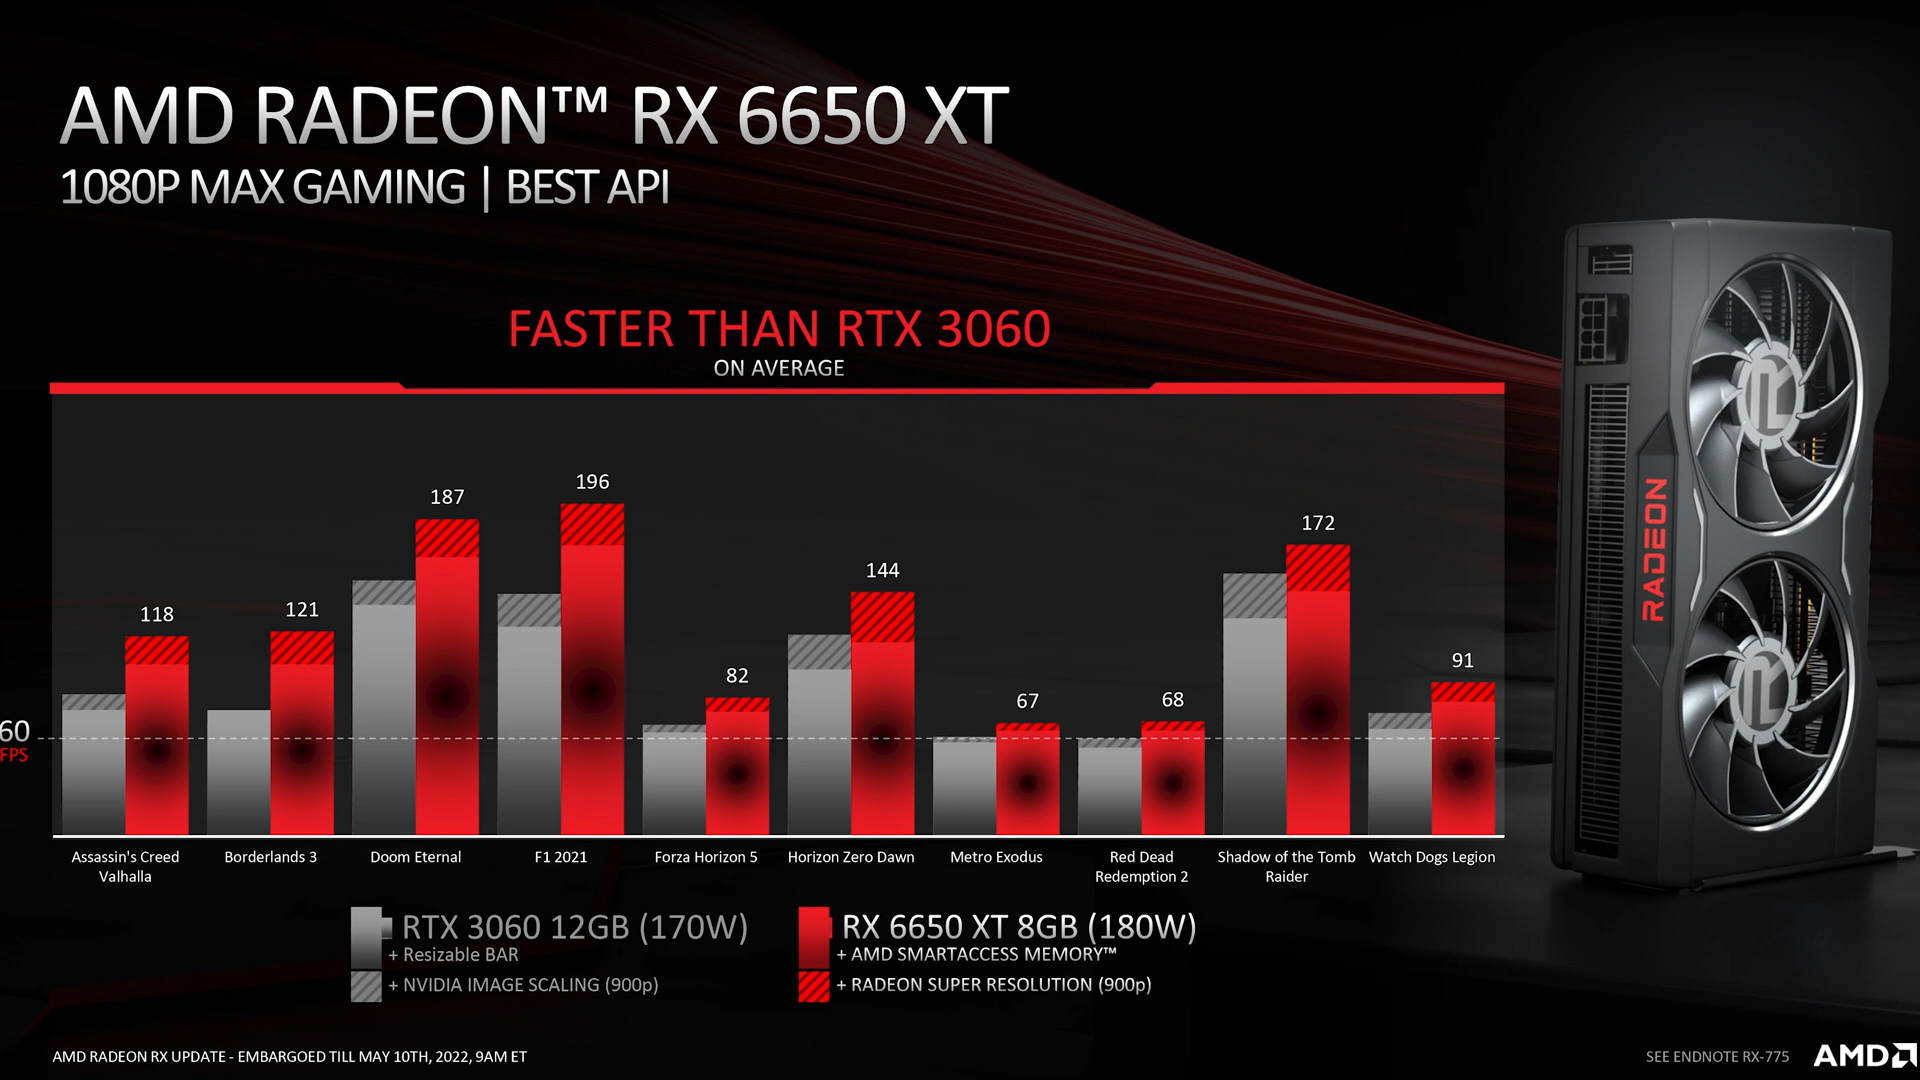 AMD RADEON™ RX 6650 XT
1080P MAX GAMING | BEST API
FASTER THAN RTX 3060
ON AVERAGE
118
121
187
196
82
144
67
68
172
91
60
FPS
Assassin's Creed
Valhalla
Borderlands 3
Doom Eternal
F1 2021
Forza Horizon 5
Horizon Zero Dawn
Metro Exodus
Red Dead
Redemption 2
Shadow of the Tomb
Raider
Watch Dogs Legion
RTX 3060 12GB (170W)
+ Resizable BAR
+ NVIDIA IMAGE SCALING (900p)
RX 6650 XT 8GB (180W)
+ AMD SMARTACCESS MEMORY™
+ RADEON SUPER RESOLUTION (900p)
RADEON
AMD RADEON RX UPDATE - EMBARGOED TILL MAY 10TH, 2022, 9AM ET
SEE ENDNOTE RX-775
AMD